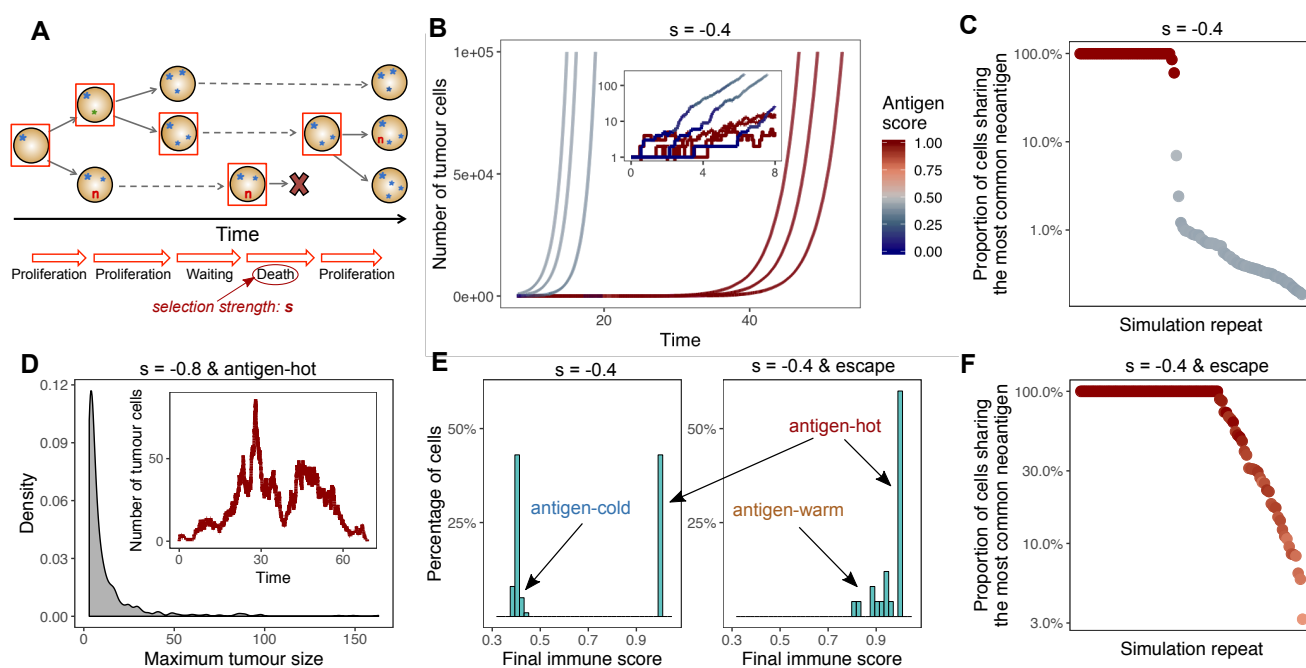 A
n
n
n
Time
Proliferation Proliferation Waiting Death Proliferation
selection strength: s
B
s = -0.4
Number of tumour cells
1e+05
5e+04
0e+00
20
40
Time
100
10
1
0
4
8
Antigen
score
1.00
0.75
0.50
0.25
0.00
C
s = -0.4
Proportion of cells sharing
the most common neoantigen
100.0%
10.0%
1.0%
Simulation repeat
D
s = -0.8 & antigen-hot
Density
0.12
0.09
0.06
0.03
0.00
0
50
100
150
Maximum tumour size
Number of tumour cells
50
0
0
30
60
Time
E
s = -0.4
Percentage of cells
50%
25%
antigen-cold
0.3
0.5
0.7
0.9
Final immune score
s = -0.4 & escape
50%
25%
antigen-hot
antigen-warm
0.3
0.5
0.7
0.9
Final immune score
F
s = -0.4 & escape
Proportion of cells sharing
the most common neoantigen
100.0%
30.0%
10.0%
3.0%
Simulation repeat